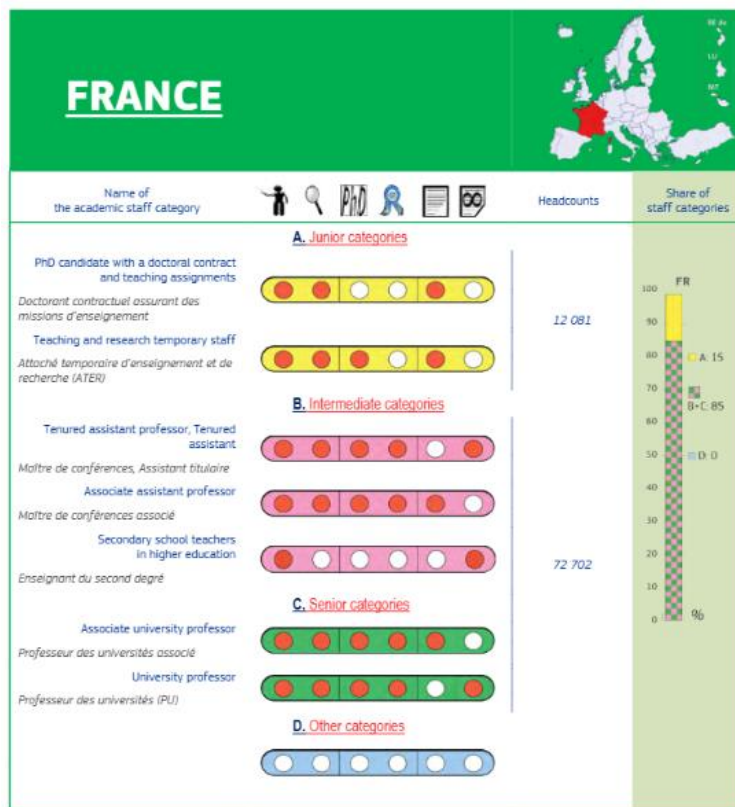 FRANCE
BE de
LU
MT
Name of
the academic staff category
PhD
∞
Headcounts
Share of
staff categories
A. Junior categories
PhD candidate with a doctoral contract
and teaching assignments
Doctorant contractuel assurant des
missions d'enseignement
Teaching and research temporary staff
Attaché temporaire d'enseignement et de
recherche (ATER)
12 081
B. Intermediate categories
Tenured assistant professor, Tenured
assistant
Maître de conférences, Assistant titulaire
Associate assistant professor
Maître de conférences associé
Secondary school teachers
in higher education
Enseignant du second degré
72 702
C. Senior categories
Associate university professor
Professeur des universités associé
University professor
Professeur des universités (PU)
D. Other categories
FR
100
90
80
70
60
50
40
30
20
10
0
%
A: 15
B+C: 85
D: 0